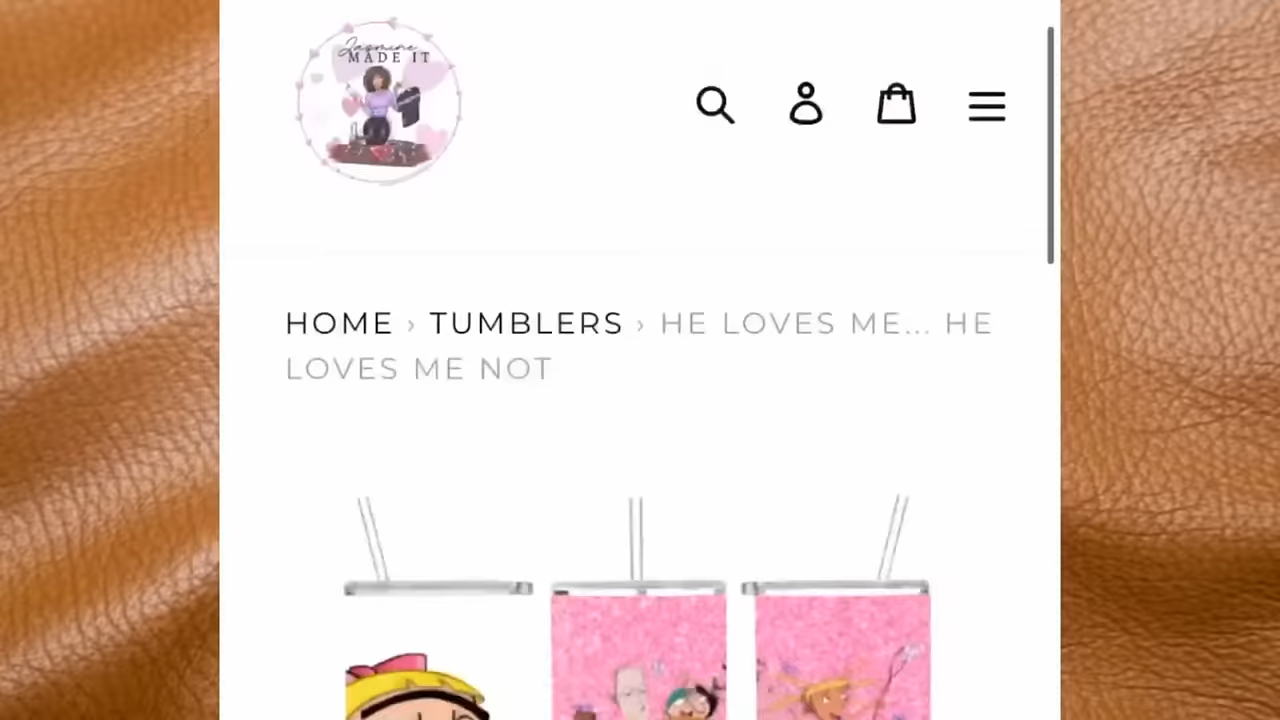 Jasmine
MADE IT
HOME › TUMBLERS › HE LOVES ME... HE
LOVES ME NOT